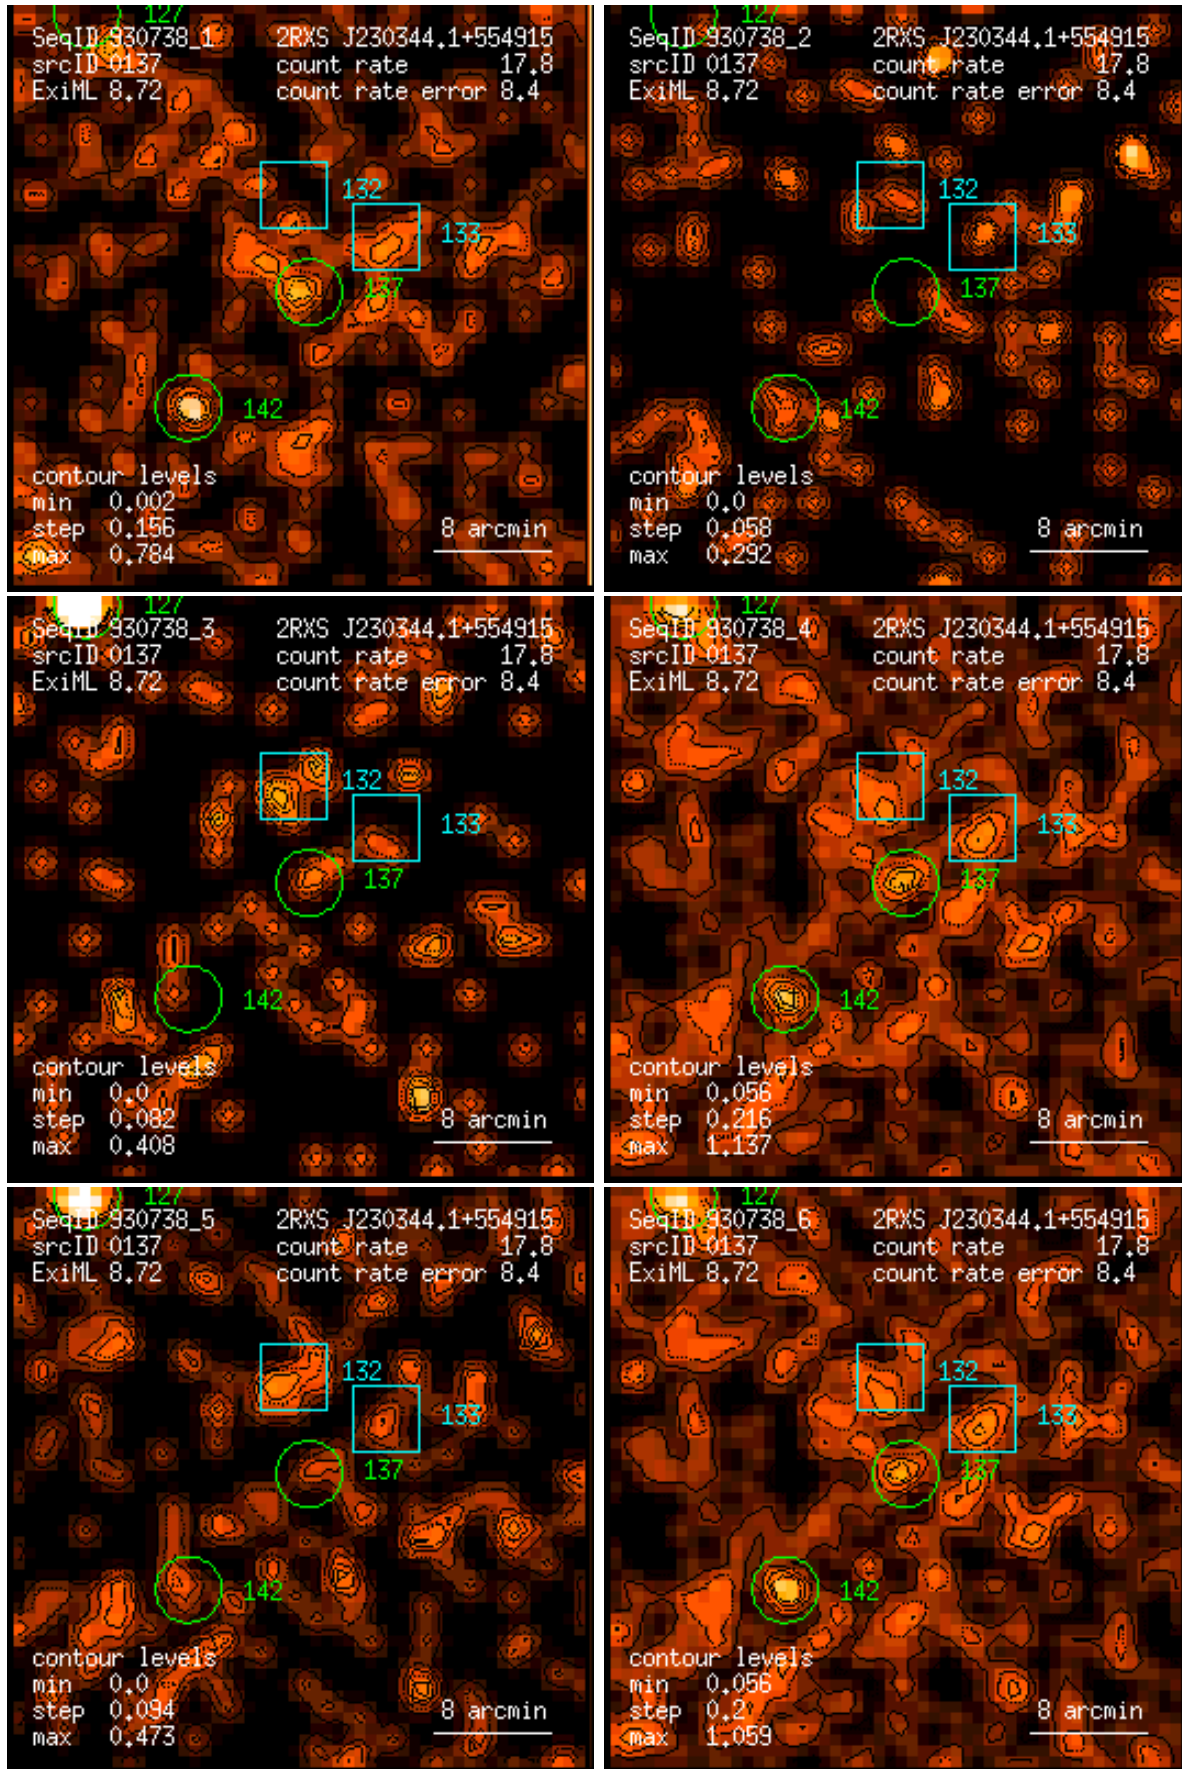 127
SeqID 930738_1 2RXS J230344.1+554915
srcID 0137 count rate 17.8
ExiML 8.72 count rate error 8.4
132
133
137
142
contour levels
min 0.002
step 0.156 8 arcmin
max 0.784
127
SeqID 930738_2 2RXS J230344.1+554915
srcID 0137 count rate 17.8
ExiML 8.72 count rate error 8.4
132
133
137
142
contour levels
min 0.0
step 0.058 8 arcmin
max 0.292
127
SeqID 930738_3 2RXS J230344.1+554915
srcID 0137 count rate 17.8
ExiML 8.72 count rate error 8.4
132
133
137
142
contour levels
min 0.0
step 0.082 8 arcmin
max 0.408
127
SeqID 930738_4 2RXS J230344.1+554915
srcID 0137 count rate 17.8
ExiML 8.72 count rate error 8.4
132
133
137
142
contour levels
min 0.056
step 0.216 8 arcmin
max 1.137
127
SeqID 930738_5 2RXS J230344.1+554915
srcID 0137 count rate 17.8
ExiML 8.72 count rate error 8.4
132
133
137
142
contour levels
min 0.0
step 0.094 8 arcmin
max 0.473
127
SeqID 930738_6 2RXS J230344.1+554915
srcID 0137 count rate 17.8
ExiML 8.72 count rate error 8.4
132
133
137
142
contour levels
min 0.056
step 0.2 8 arcmin
max 1.059